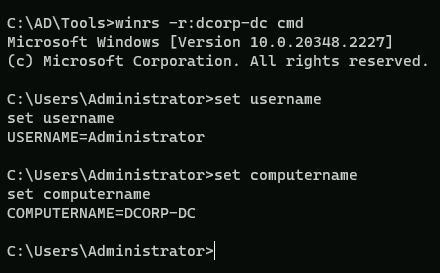 C:\AD\Tools>winrs -r:dcorp-dc cmd
Microsoft Windows [Version 10.0.20348.2227]
(c) Microsoft Corporation. All rights reserved.
C:\Users\Administrator>set username
set username
USERNAME=Administrator
C:\Users\Administrator>set computername
set computername
COMPUTERNAME=DCORP-DC
C:\Users\Administrator>